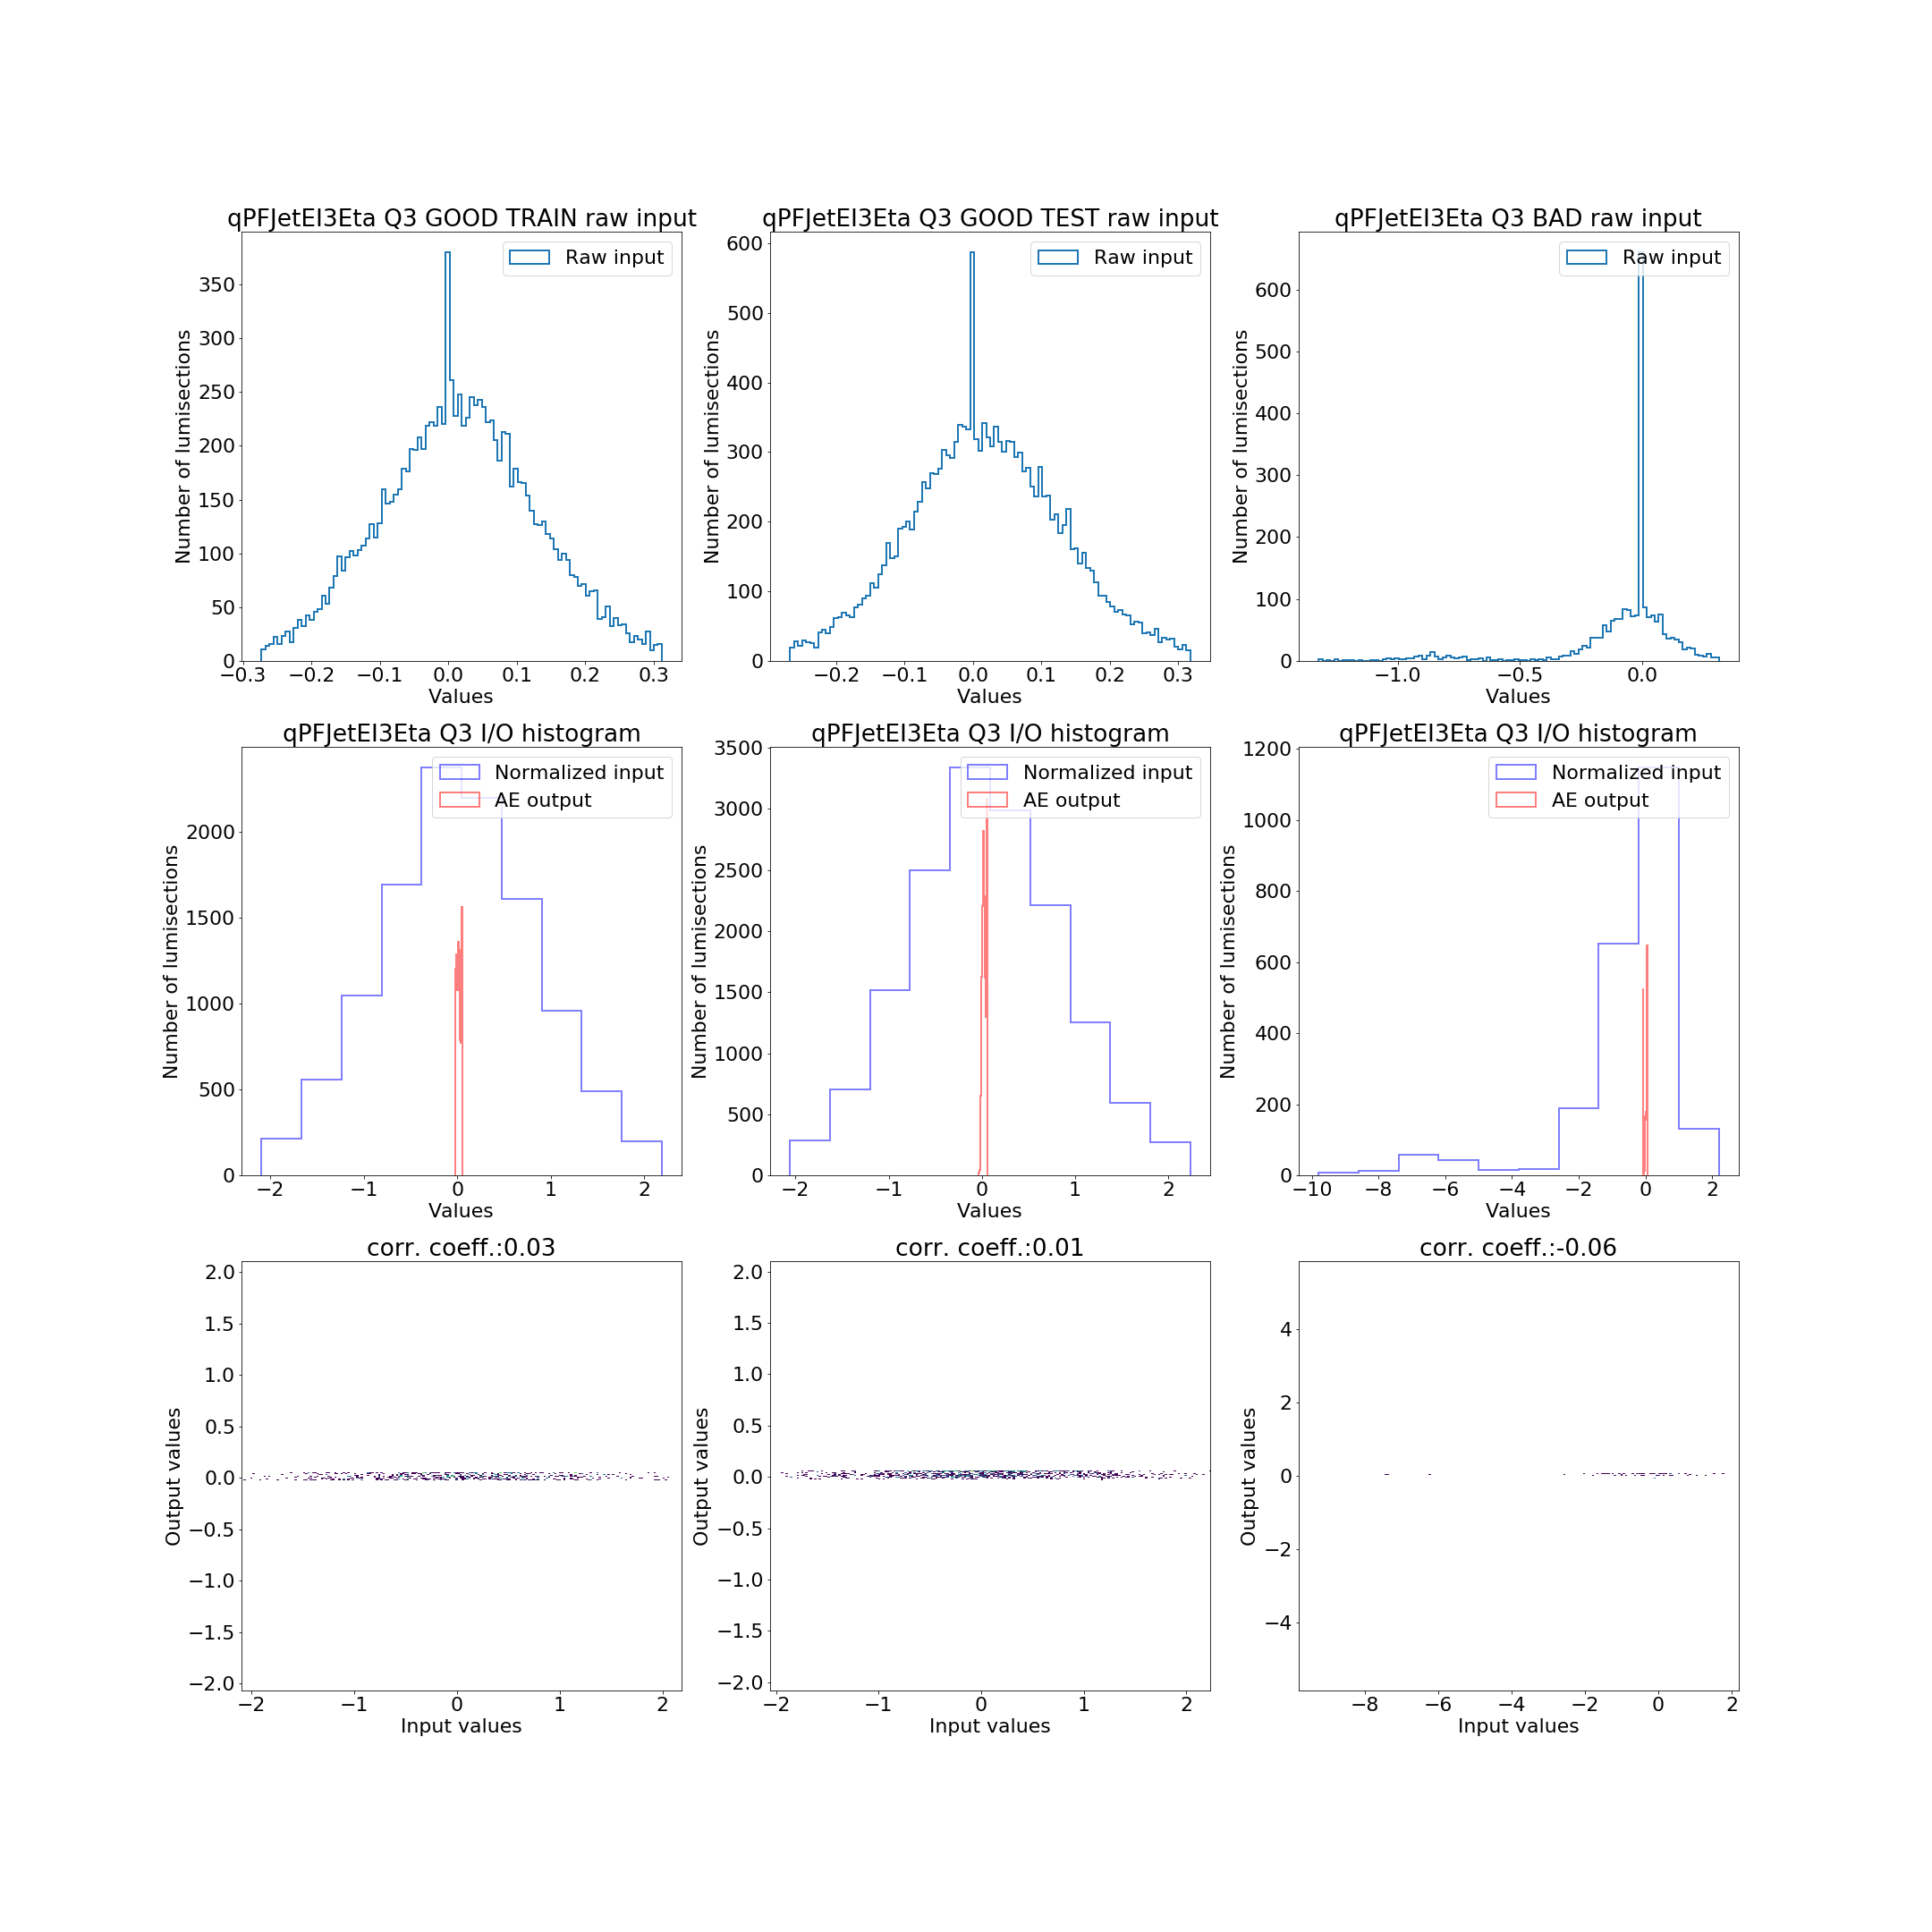 qPFJetEI3Eta Q3 GOOD TRAIN raw input
Raw input
350
300
250
200
150
100
50
0
Number of lumisections
−0.3 −0.2 −0.1 0.0 0.1 0.2 0.3
Values
qPFJetEI3Eta Q3 GOOD TEST raw input
Raw input
600
500
400
300
200
100
0
Number of lumisections
−0.2 −0.1 0.0 0.1 0.2 0.3
Values
qPFJetEI3Eta Q3 BAD raw input
Raw input
600
500
400
300
200
100
0
Number of lumisections
−1.0 −0.5 0.0
Values
qPFJetEI3Eta Q3 I/O histogram
Normalized input
AE output
2000
1500
1000
500
0
Number of lumisections
−2 −1 0 1 2
Values
qPFJetEI3Eta Q3 I/O histogram
Normalized input
AE output
3500
3000
2500
2000
1500
1000
500
0
Number of lumisections
−2 −1 0 1 2
Values
qPFJetEI3Eta Q3 I/O histogram
Normalized input
AE output
1200
1000
800
600
400
200
0
Number of lumisections
−10 −8 −6 −4 −2 0 2
Values
corr. coeff.:0.03
2.0
1.5
1.0
0.5
0.0
−0.5
−1.0
−1.5
−2.0
Output values
−2 −1 0 1 2
Input values
corr. coeff.:0.01
2.0
1.5
1.0
0.5
0.0
−0.5
−1.0
−1.5
−2.0
Output values
−2 −1 0 1 2
Input values
corr. coeff.:-0.06
4
2
0
−2
−4
Output values
−8 −6 −4 −2 0 2
Input values